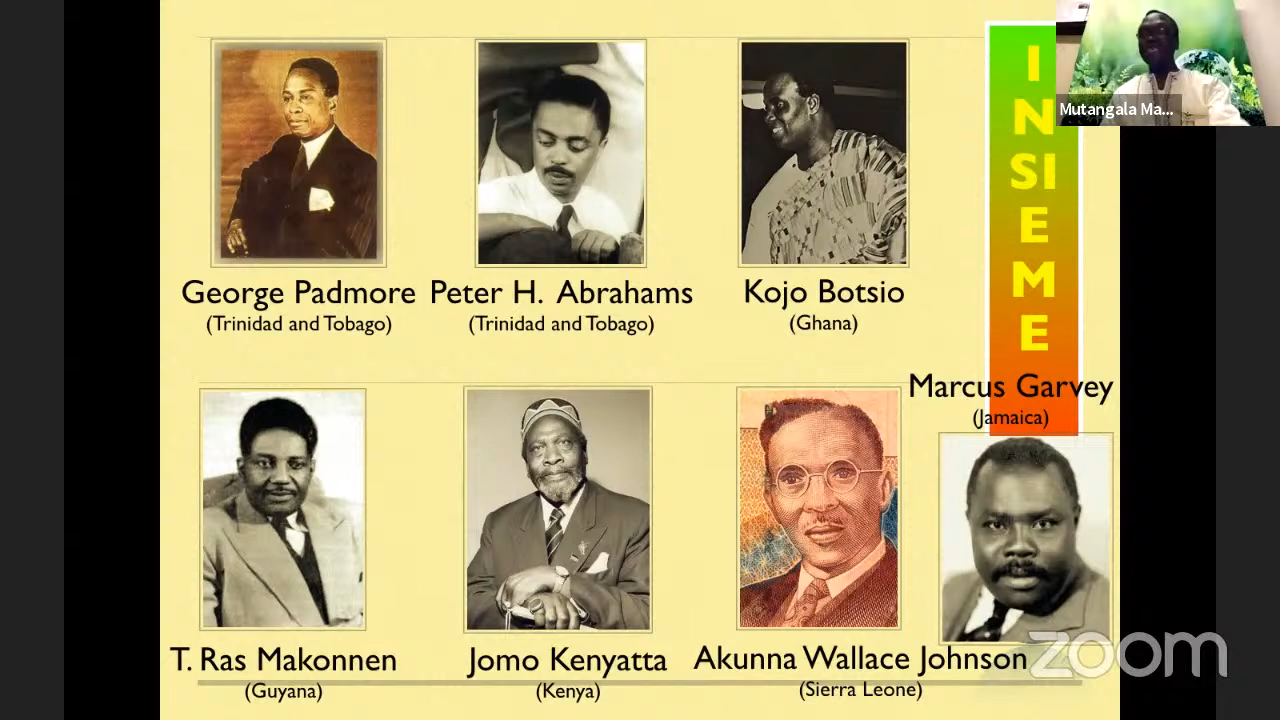 George Padmore
(Trinidad and Tobago)
Peter H. Abrahams
(Trinidad and Tobago)
Kojo Botsio
(Ghana)
INSEME
Mutangala Ma...
Marcus Garvey
(Jamaica)
T. Ras Makonnen
(Guyana)
Jomo Kenyatta
(Kenya)
Akunna Wallace Johnson
(Sierra Leone)
zoom